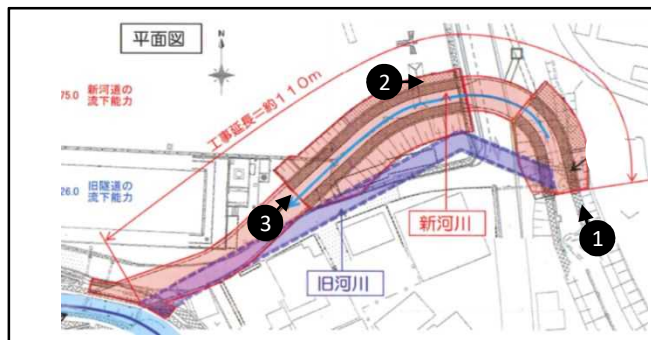 平面図
N
2
75.0 新河道の
流下能力
工事延長=約110m
26.0 旧隧道の
流下能力
3
新河川
1
旧河川